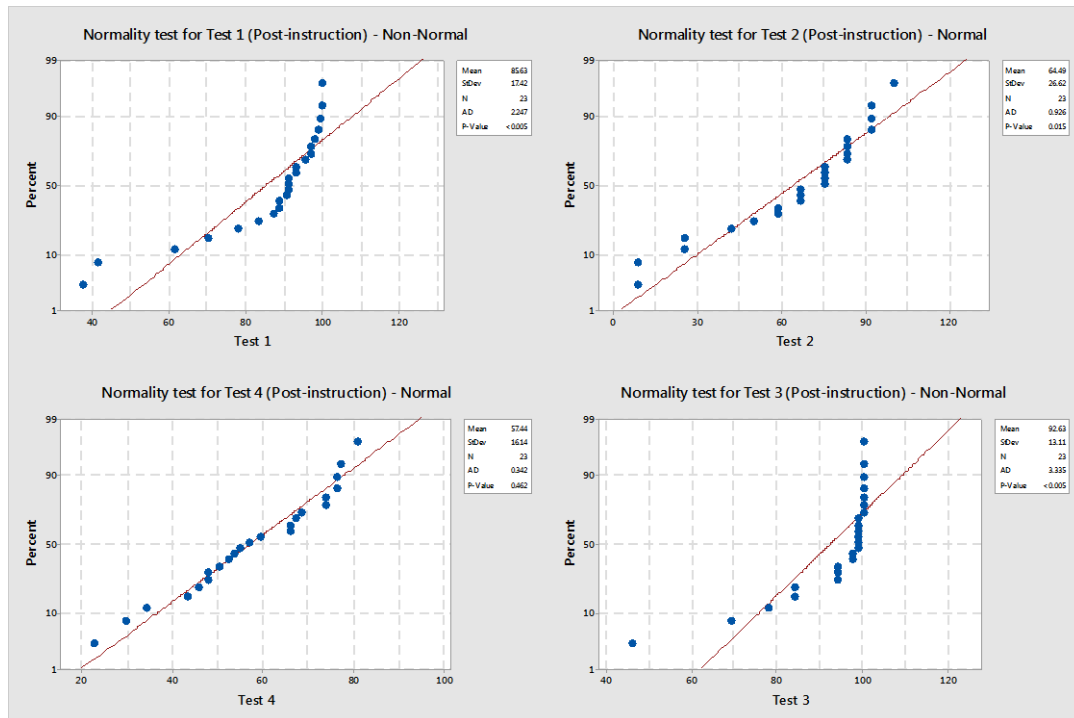 Normality test for Test 1 (Post-instruction) - Non-Normal
99
90
50
10
1
Percent
40
60
80
100
120
Test 1
Mean 85.63
StDev 17.42
N 23
AD 2.247
P-Value <0.005
Normality test for Test 2 (Post-instruction) - Normal
99
90
50
10
1
Percent
0
30
60
90
120
Test 2
Mean 64.49
StDev 26.62
N 23
AD 0.926
P-Value 0.015
Normality test for Test 4 (Post-instruction) - Normal
99
90
50
10
1
Percent
20
40
60
80
100
Test 4
Mean 57.44
StDev 16.14
N 23
AD 0.342
P-Value 0.462
Normality test for Test 3 (Post-instruction) - Non-Normal
99
90
50
10
1
Percent
40
60
80
100
120
Test 3
Mean 92.63
StDev 13.11
N 23
AD 3.335
P-Value <0.005